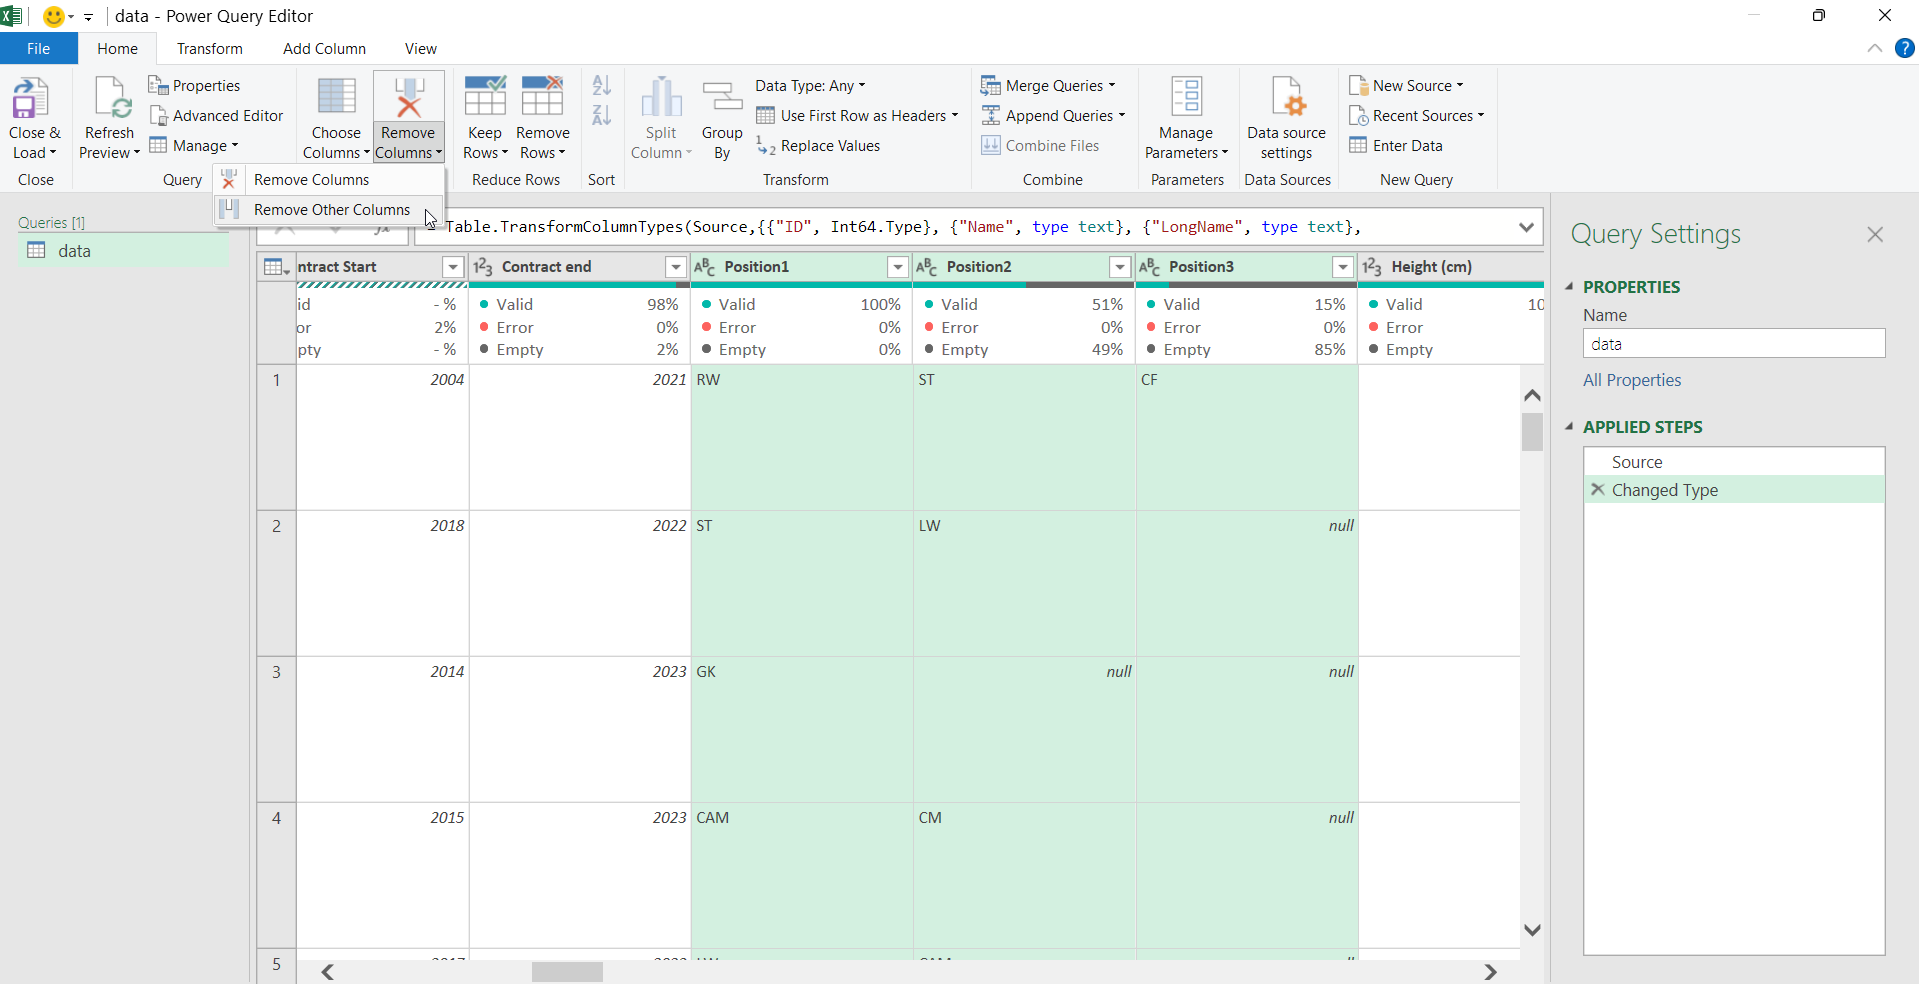 data - Power Query Editor
File Home Transform Add Column View
?
Close & Load
Refresh Preview
Properties
Advanced Editor
Manage
Choose Columns
Remove Columns
Keep Rows
Remove Rows
A Z
Z A
Split Column
Group By
Data Type: Any
Use First Row as Headers
1 2 Replace Values
Merge Queries
Append Queries
Combine Files
Manage Parameters
Data source settings
New Source
Recent Sources
Enter Data
Close Query Reduce Rows Sort Transform Combine Parameters Data Sources New Query
Remove Columns
Remove Other Columns
Queries [1]
data
Table.TransformColumnTypes(Source,{{"ID", Int64.Type}, {"Name", type text}, {"LongName", type text},
ntract Start 123 Contract end ABC Position1 ABC Position2 ABC Position3 123 Height (cm)
id - % Valid 98% Valid 100% Valid 51% Valid 15% Valid 10
or 2% Error 0% Error 0% Error 0% Error 0% Error
pty - % Empty 2% Empty 0% Empty 49% Empty 85% Empty
1 2004 2021 RW ST CF
2 2018 2022 ST LW null
3 2014 2023 GK null null
4 2015 2023 CAM CM null
5
Query Settings
PROPERTIES
Name
data
All Properties
APPLIED STEPS
Source
Changed Type